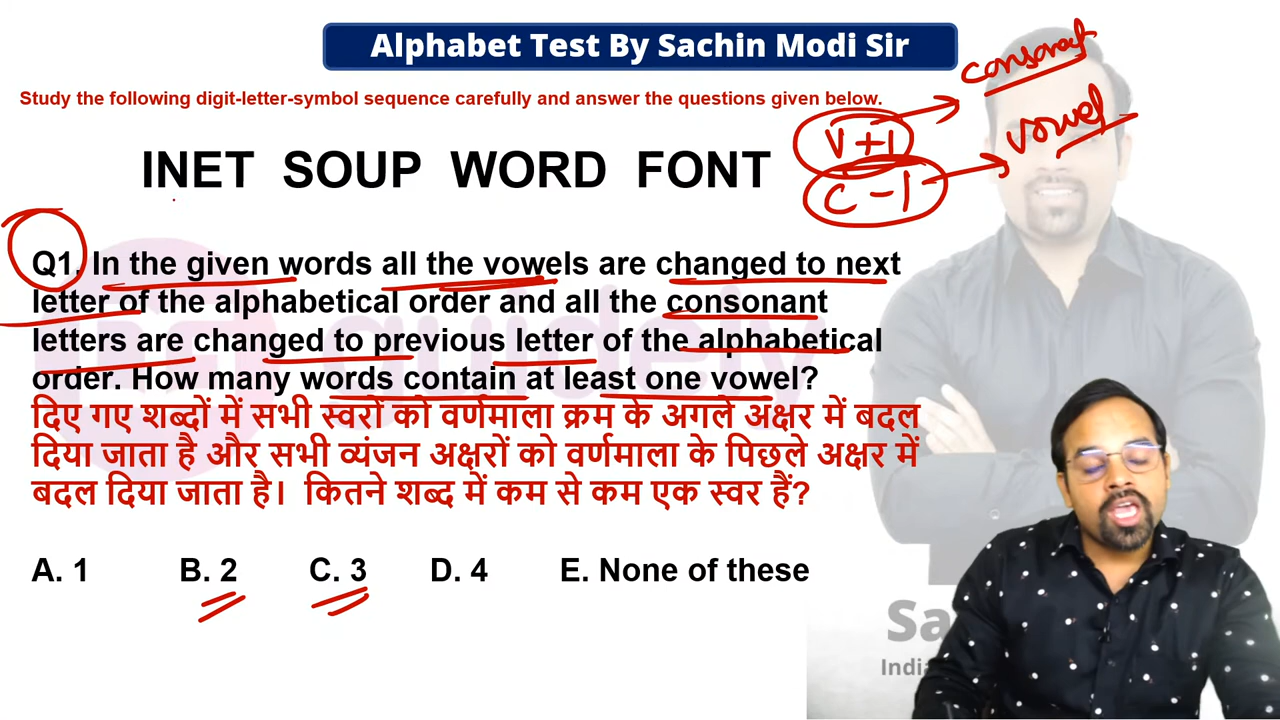 Alphabet Test By Sachin Modi Sir
Study the following digit-letter-symbol sequence carefully and answer the questions given below.
INET SOUP WORD FONT
V+1
consonant
C-1
vowel
Q1. In the given words all the vowels are changed to next
letter of the alphabetical order and all the consonant
letters are changed to previous letter of the alphabetical
order. How many words contain at least one vowel?
दिए गए शब्दों में सभी स्वरों को वर्णमाला क्रम के अगले अक्षर में बदल
दिया जाता है और सभी व्यंजन अक्षरों को वर्णमाला के पिछले अक्षर में
बदल दिया जाता है। कितने शब्द में कम से कम एक स्वर हैं?
A. 1 B. 2 C. 3 D. 4 E. None of these
guidely
Sa
India